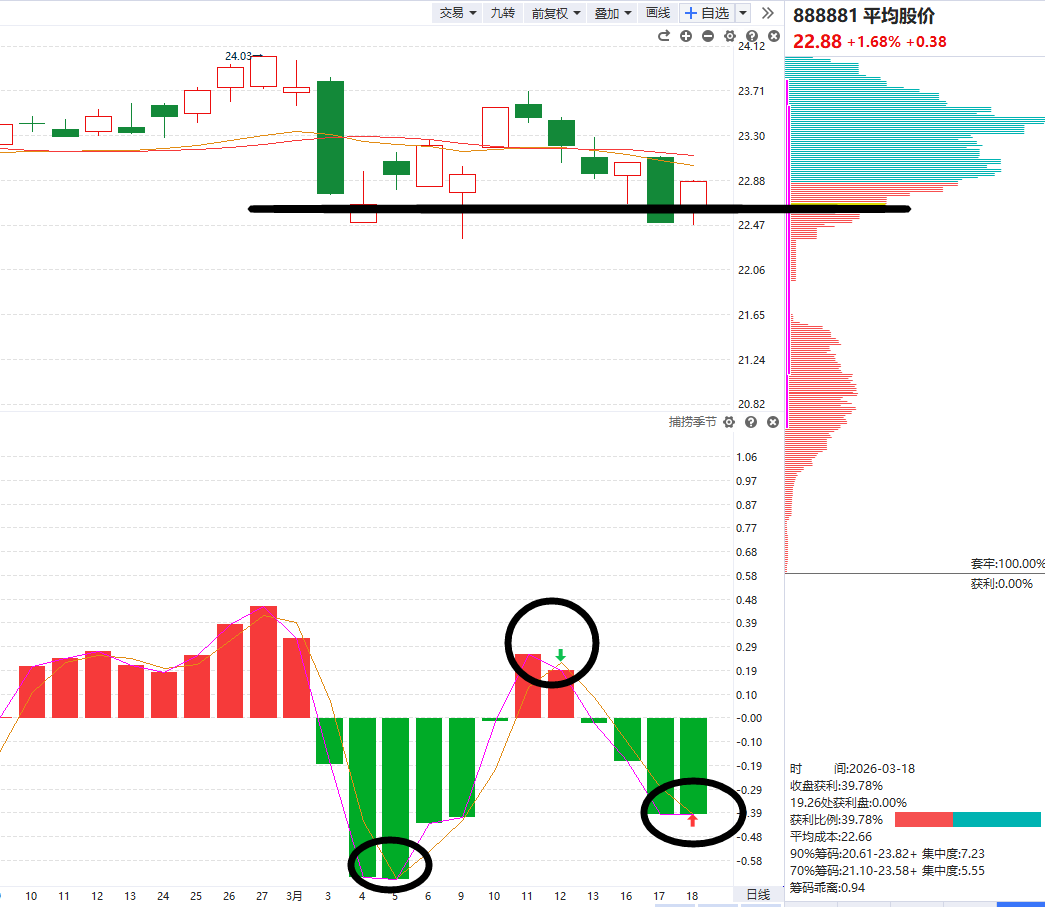 交易 九转 前复权 叠加 画线 +自选
888881 平均股价
22.88 +1.68% +0.38
24.12
24.03
23.71
23.30
22.88
22.47
22.06
21.65
21.24
20.82
捕捞季节
1.06
0.97
0.87
0.77
0.68
0.58
0.48
0.39
0.29
0.19
0.10
-0.00
-0.10
-0.19
-0.29
-0.39
-0.48
-0.58
套牢:100.00%
获利:0.00%
时 间:2026-03-18
收盘获利:39.78%
19.26处获利盘:0.00%
获利比例:39.78%
平均成本:22.66
90%筹码:20.61-23.82+ 集中度:7.23
70%筹码:21.10-23.58+ 集中度:5.55
筹码乖离:0.94
10 11 12 13 24 25 26 27 3月 3 4 5 6 9 10 11 12 13 16 17 18 日线